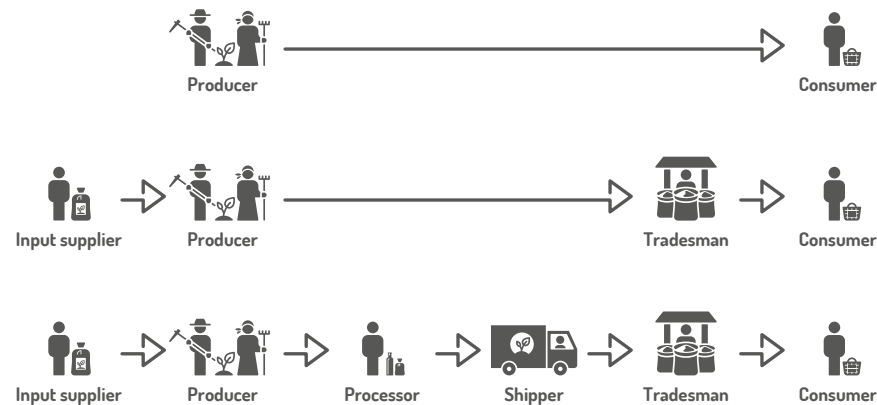 Producer
Consumer
Input supplier
Producer
Tradesman
Consumer
Input supplier
Producer
Processor
Shipper
Tradesman
Consumer